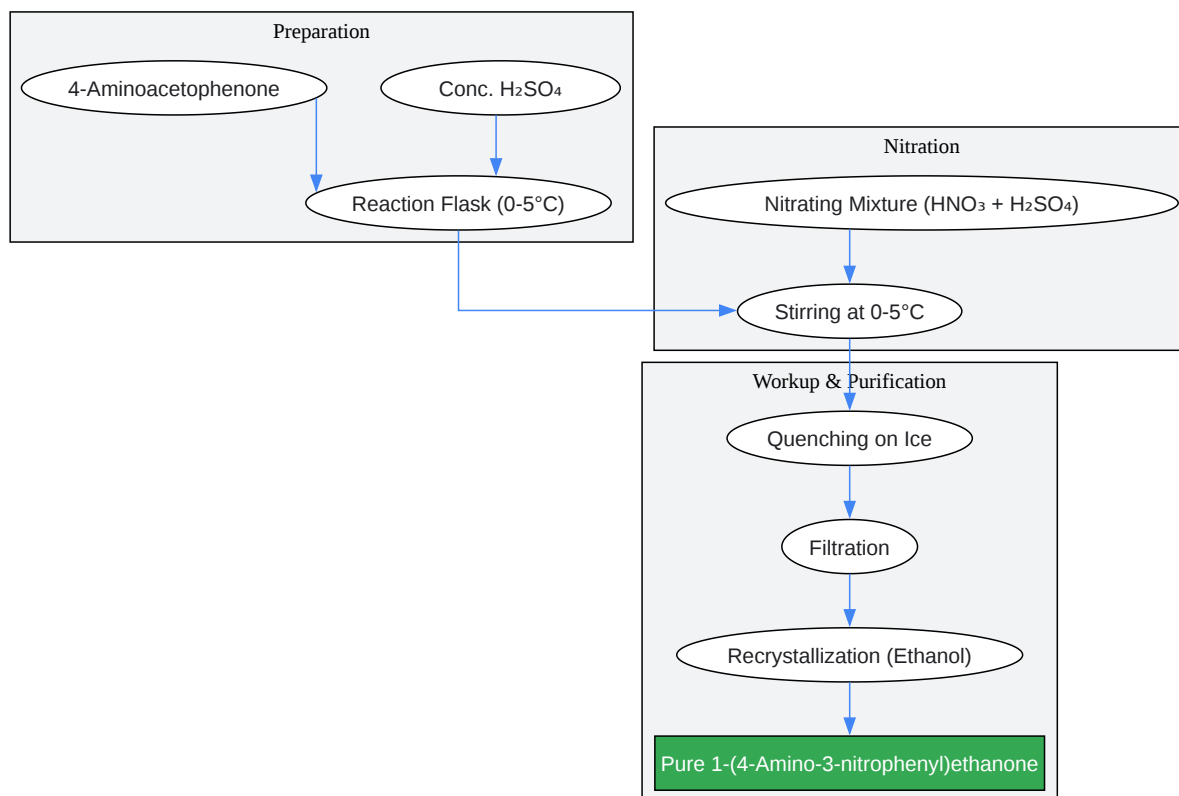 Preparation
4-Aminoacetophenone
Conc. H₂SO₄
Reaction Flask (0-5°C)
Nitration
Nitrating Mixture (HNO₃ + H₂SO₄)
Stirring at 0-5°C
Workup & Purification
Quenching on Ice
Filtration
Recrystallization (Ethanol)
Pure 1-(4-Amino-3-nitrophenyl)ethanone